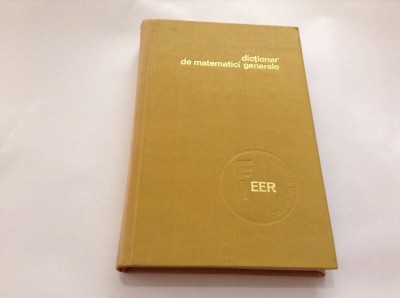 dicționar
de matematici generale
EER